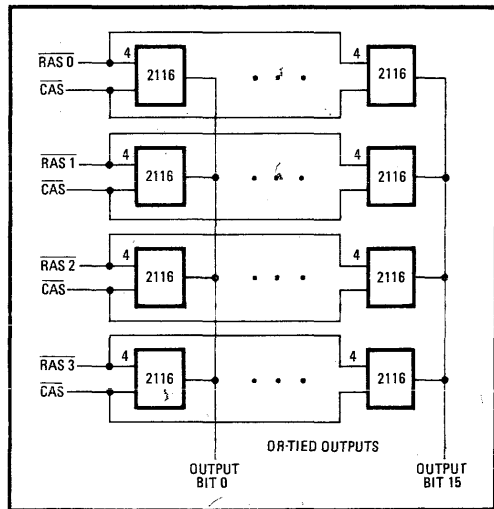 RAS 0 4 2116 . . . 4 2116
CAS
RAS 1 4 2116 . . . 4 2116
CAS
RAS 2 4 2116 . . . 4 2116
CAS
RAS 3 4 2116 . . . 4 2116
CAS
OR-TIED OUTPUTS
OUTPUT BIT 0
OUTPUT BIT 15